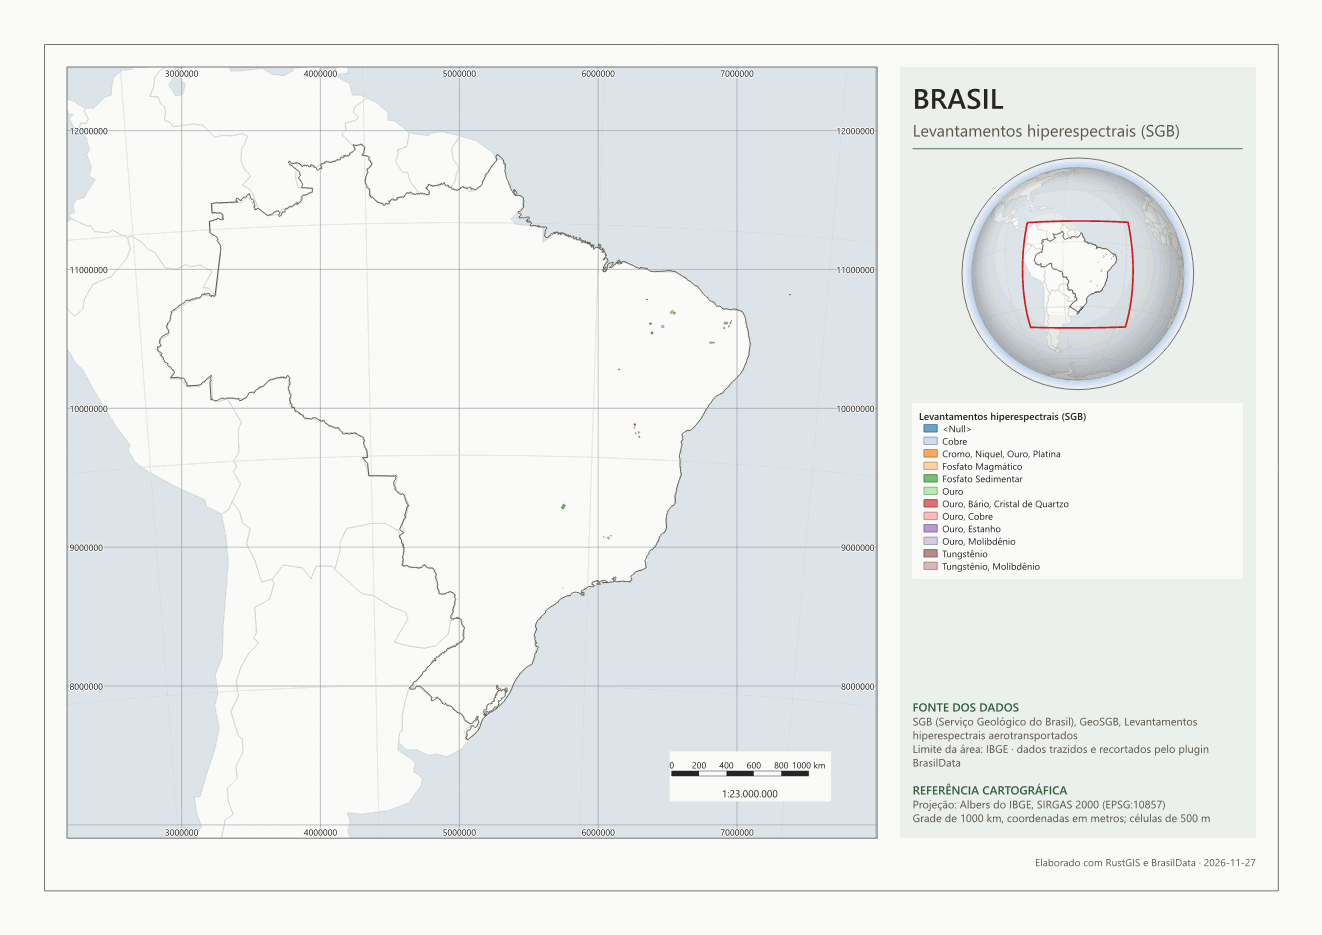 3000000 4000000 5000000 6000000 7000000
12000000 12000000
11000000 11000000
10000000 10000000
9000000 9000000
8000000 8000000
0 200 400 600 800 1000 km
1:23.000.000
3000000 4000000 5000000 6000000 7000000
BRASIL
Levantamentos hiperespectrais (SGB)
Levantamentos hiperespectrais (SGB)
<Null>
Cobre
Cromo, Niquel, Ouro, Platina
Fosfato Magmático
Fosfato Sedimentar
Ouro
Ouro, Bário, Cristal de Quartzo
Ouro, Cobre
Ouro, Estanho
Ouro, Molibdênio
Tungstênio
Tungstênio, Molibdênio
FONTE DOS DADOS
SGB (Serviço Geológico do Brasil), GeoSGB, Levantamentos
hiperespectrais aerotransportados
Limite da área: IBGE · dados trazidos e recortados pelo plugin
BrasilData
REFERÊNCIA CARTOGRÁFICA
Projeção: Albers do IBGE, SIRGAS 2000 (EPSG:10857)
Grade de 1000 km, coordenadas em metros; células de 500 m
Elaborado com RustGIS e BrasilData · 2026-11-27